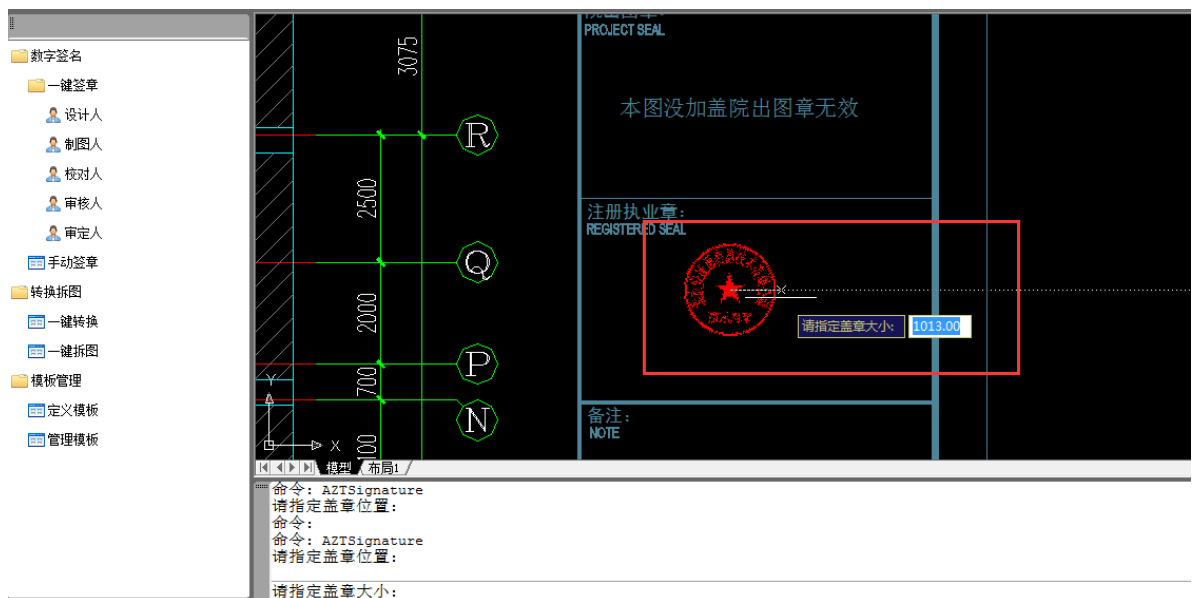 数字签名
一键签章
设计人
制图人
校对人
审核人
审定人
手动签章
转换拆图
一键转换
一键拆图
模板管理
定义模板
管理模板
3075
R
2500
Q
2000
P
700
N
100
Y
X
PROJECT SEAL
本图没加盖院出图章无效
注册执业章:
REGISTERED SEAL
请指定盖章大小:
1013.00
备注:
NOTE
模型
布局1
命令: AZTSignature
请指定盖章位置:
命令:
命令: AZTSignature
请指定盖章位置:
请指定盖章大小: